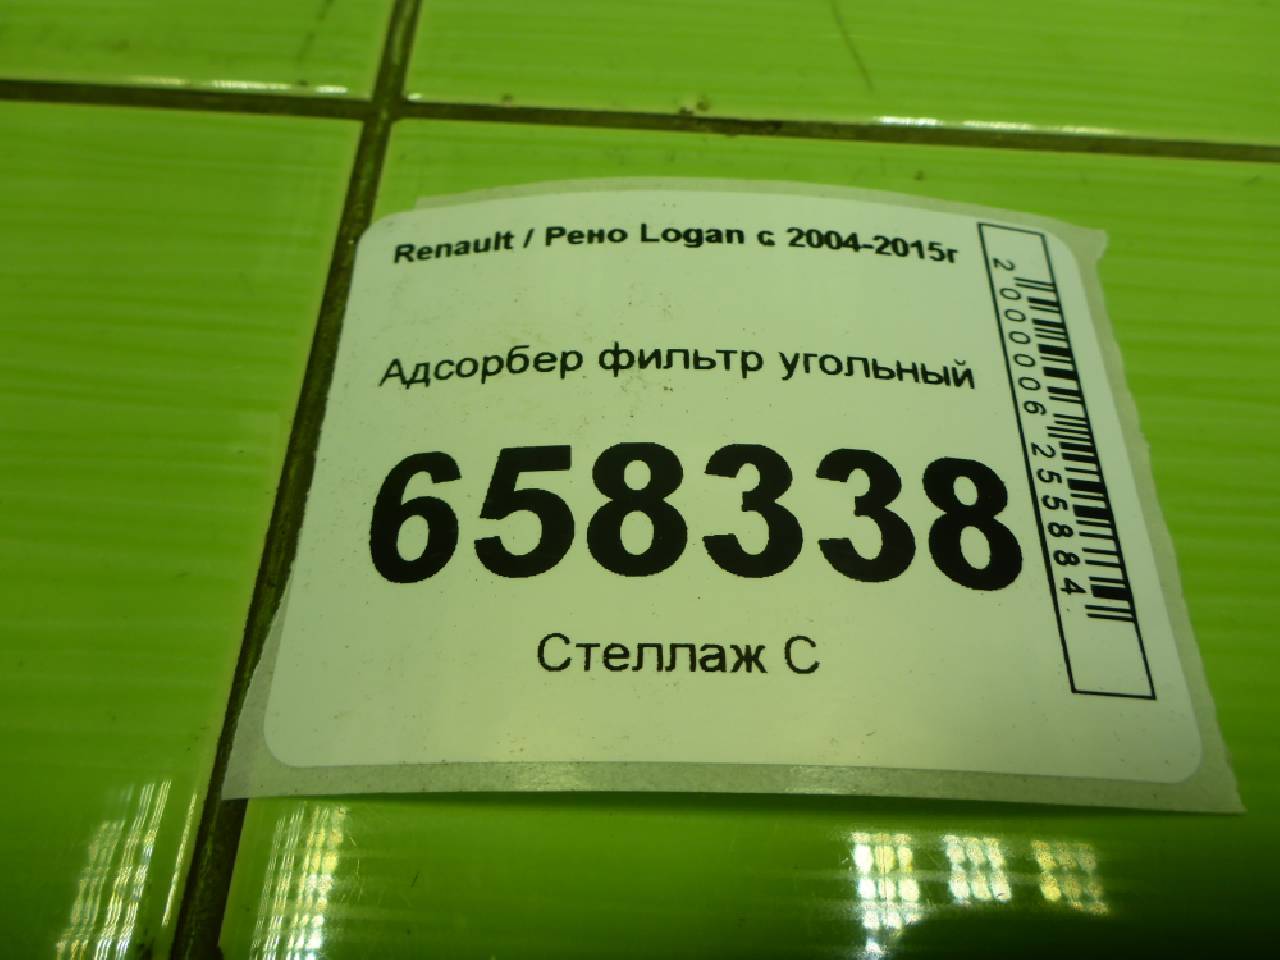 Renault / Рено Logan с 2004-2015г
Адсорбер фильтр угольный
658338
Стеллаж С
2000006255884